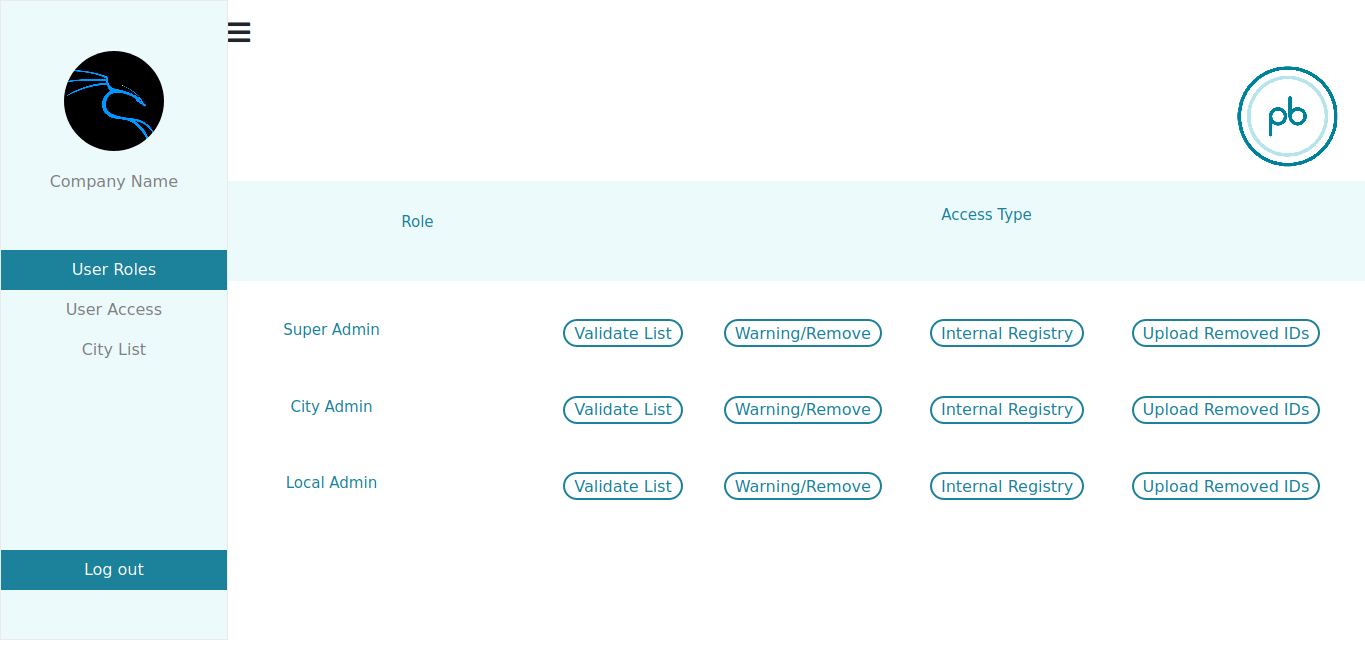 pb
Company Name
Role
Access Type
User Roles
User Access
City List
Super Admin
Validate List
Warning/Remove
Internal Registry
Upload Removed IDs
City Admin
Validate List
Warning/Remove
Internal Registry
Upload Removed IDs
Local Admin
Validate List
Warning/Remove
Internal Registry
Upload Removed IDs
Log out